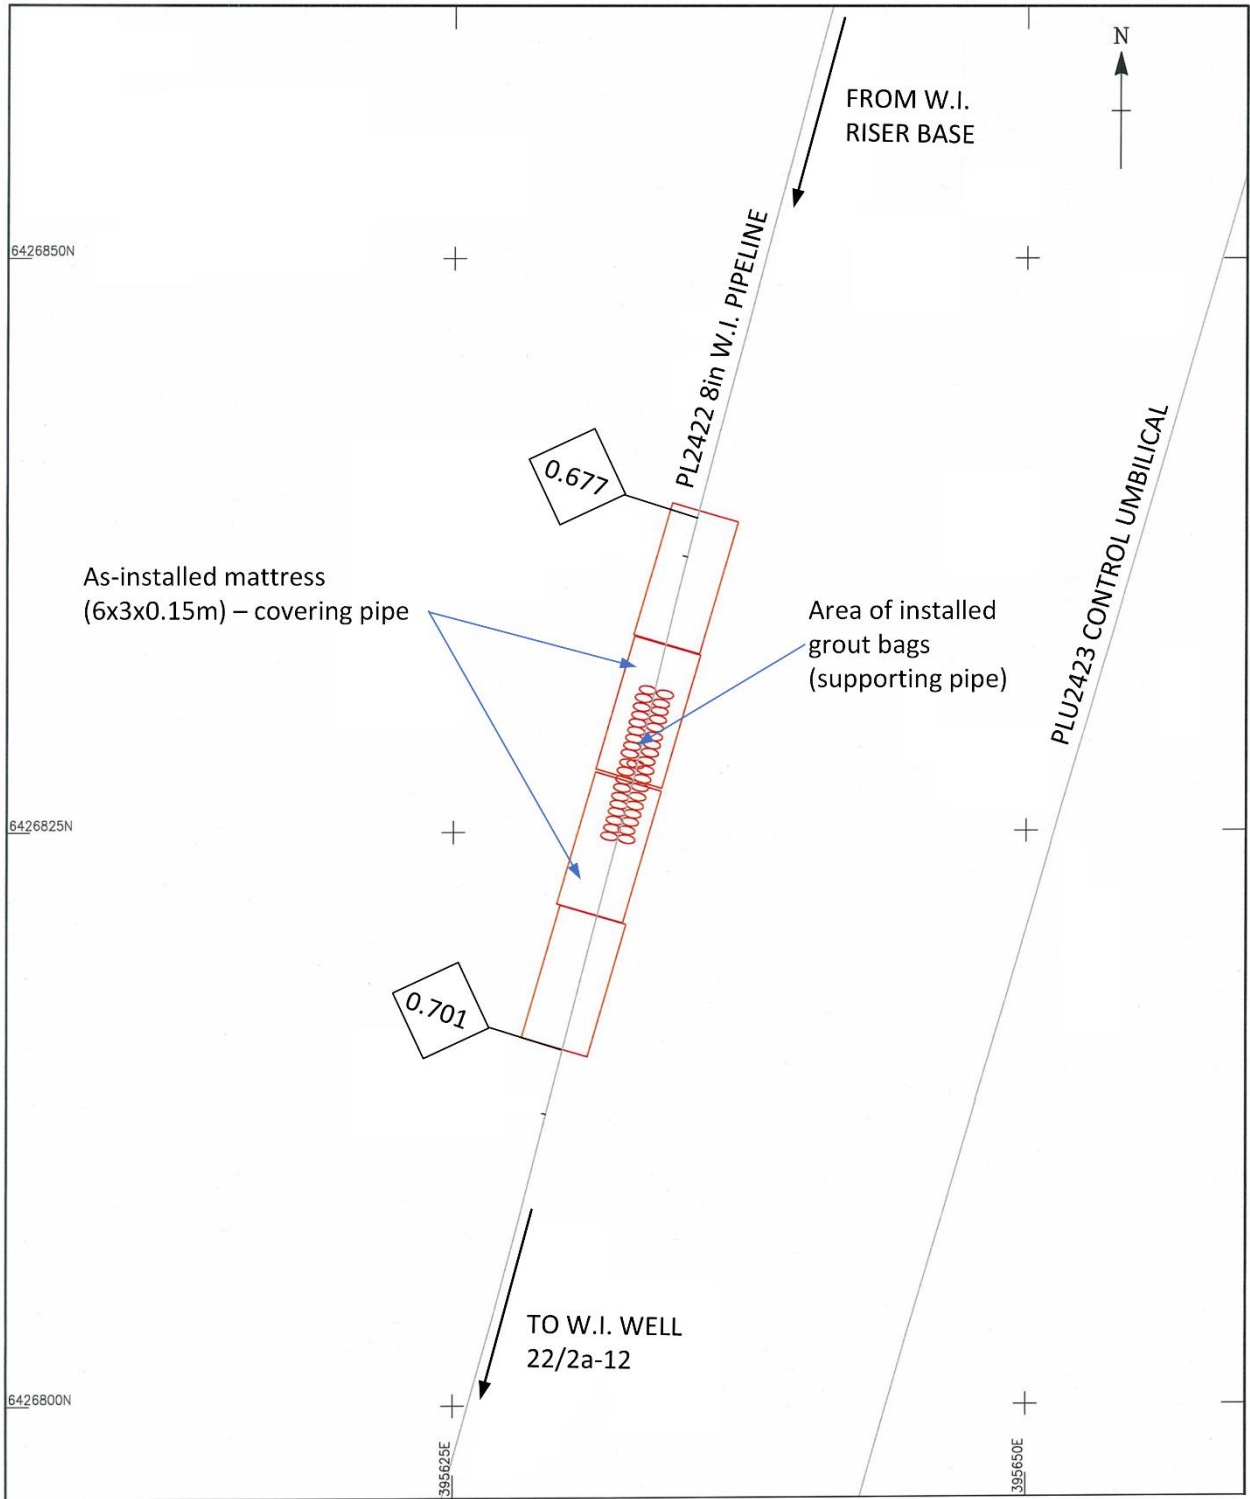 N
FROM W.I.
RISER BASE
6426850N
PL2422 8in W.I. PIPELINE
0.677
PLU2423 CONTROL UMBILICAL
As-installed mattress
(6x3x0.15m) – covering pipe
Area of installed
grout bags
(supporting pipe)
6426825N
0.701
TO W.I. WELL
22/2a-12
6426800N
395625E
395650E